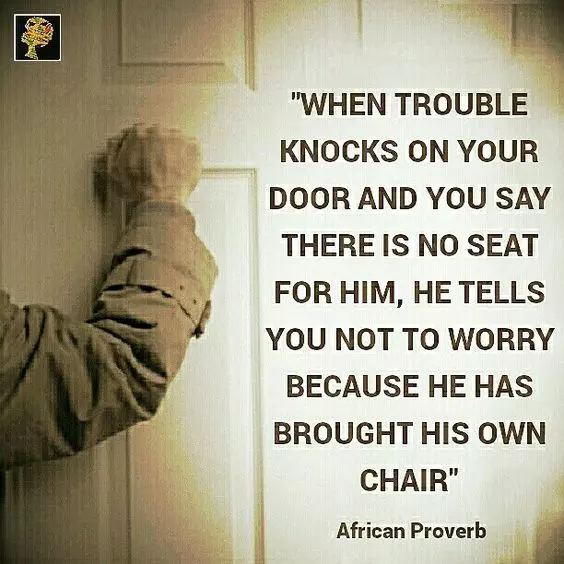 "WHEN TROUBLE
KNOCKS ON YOUR
DOOR AND YOU SAY
THERE IS NO SEAT
FOR HIM, HE TELLS
YOU NOT TO WORRY
BECAUSE HE HAS
BROUGHT HIS OWN
CHAIR"
African Proverb